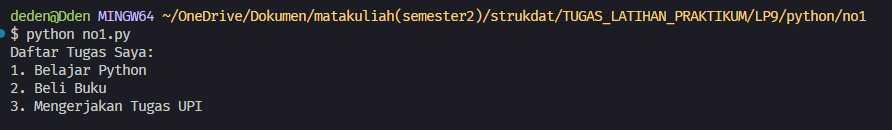 deden@Dden MINGW64 ~/OneDrive/Dokumen/matakuliah(semester2)/strukdat/TUGAS_LATIHAN_PRAKTIKUM/LP9/python/no1
$ python no1.py
Daftar Tugas Saya:
1. Belajar Python
2. Beli Buku
3. Mengerjakan Tugas UPI